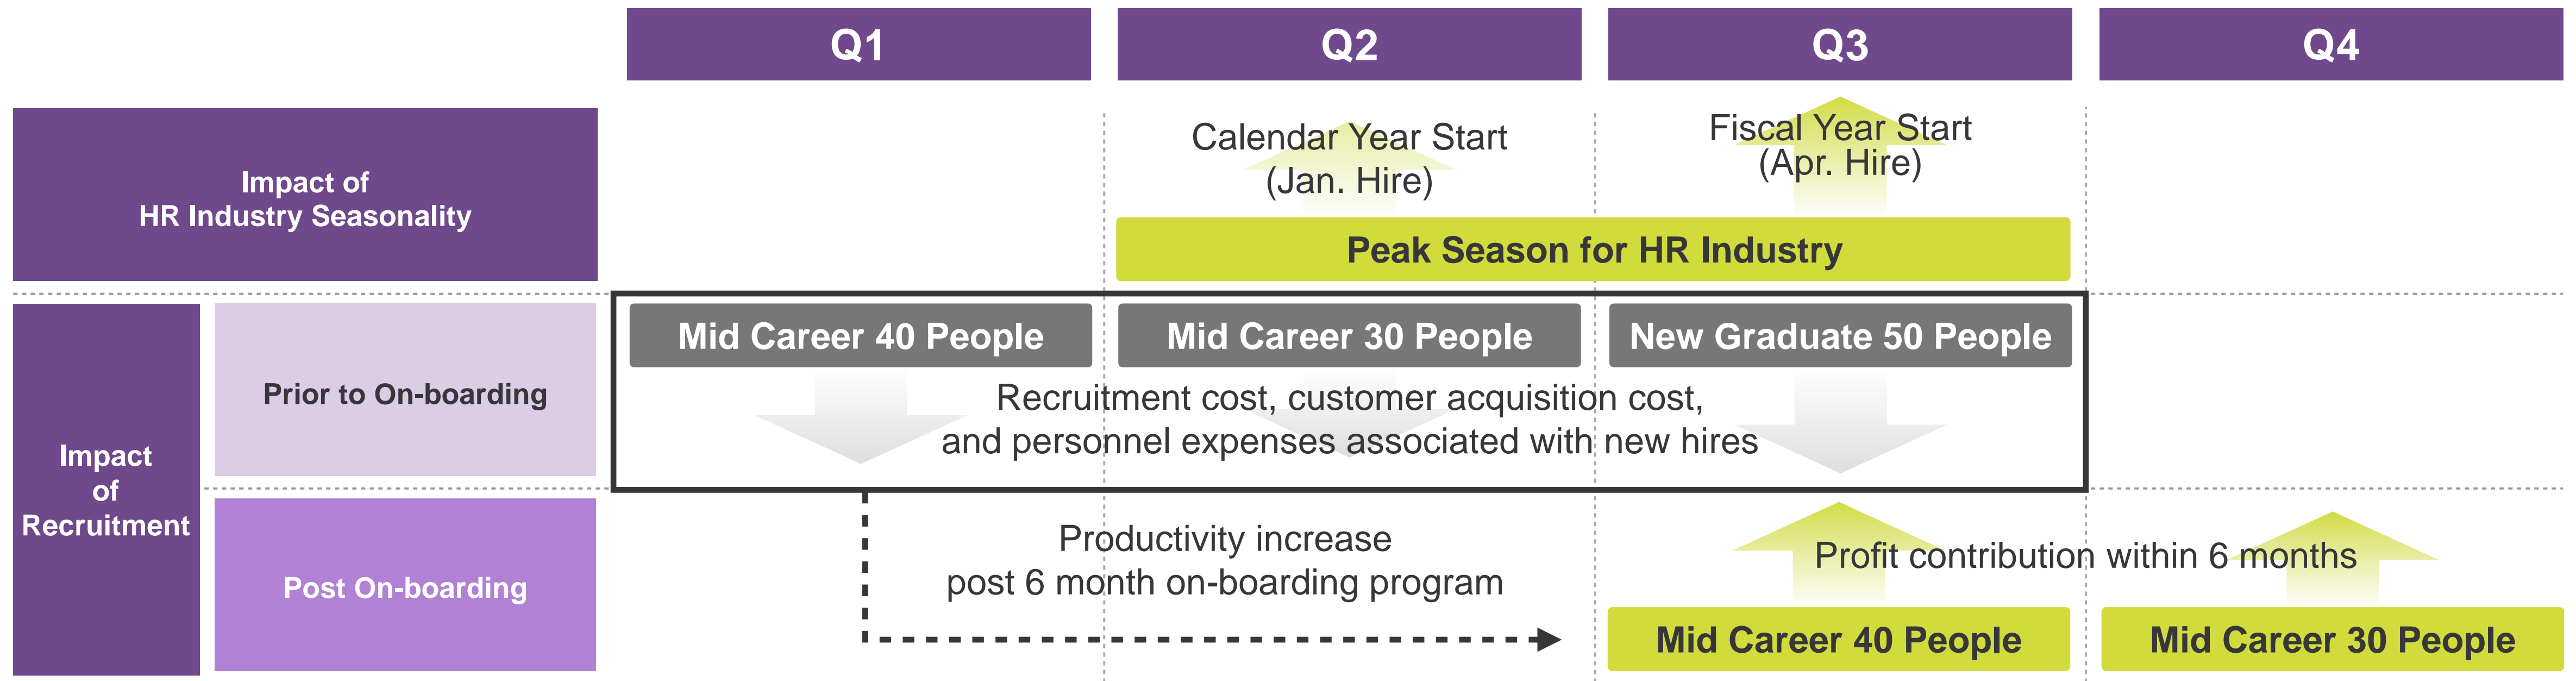 Q1
Q2
Q3
Q4
Impact of
HR Industry Seasonality
Calendar Year Start
(Jan. Hire)
Fiscal Year Start
(Apr. Hire)
Peak Season for HR Industry
Impact
of
Recruitment
Prior to On-boarding
Mid Career 40 People
Mid Career 30 People
New Graduate 50 People
Recruitment cost, customer acquisition cost,
and personnel expenses associated with new hires
Post On-boarding
Productivity increase
post 6 month on-boarding program
Profit contribution within 6 months
Mid Career 40 People
Mid Career 30 People